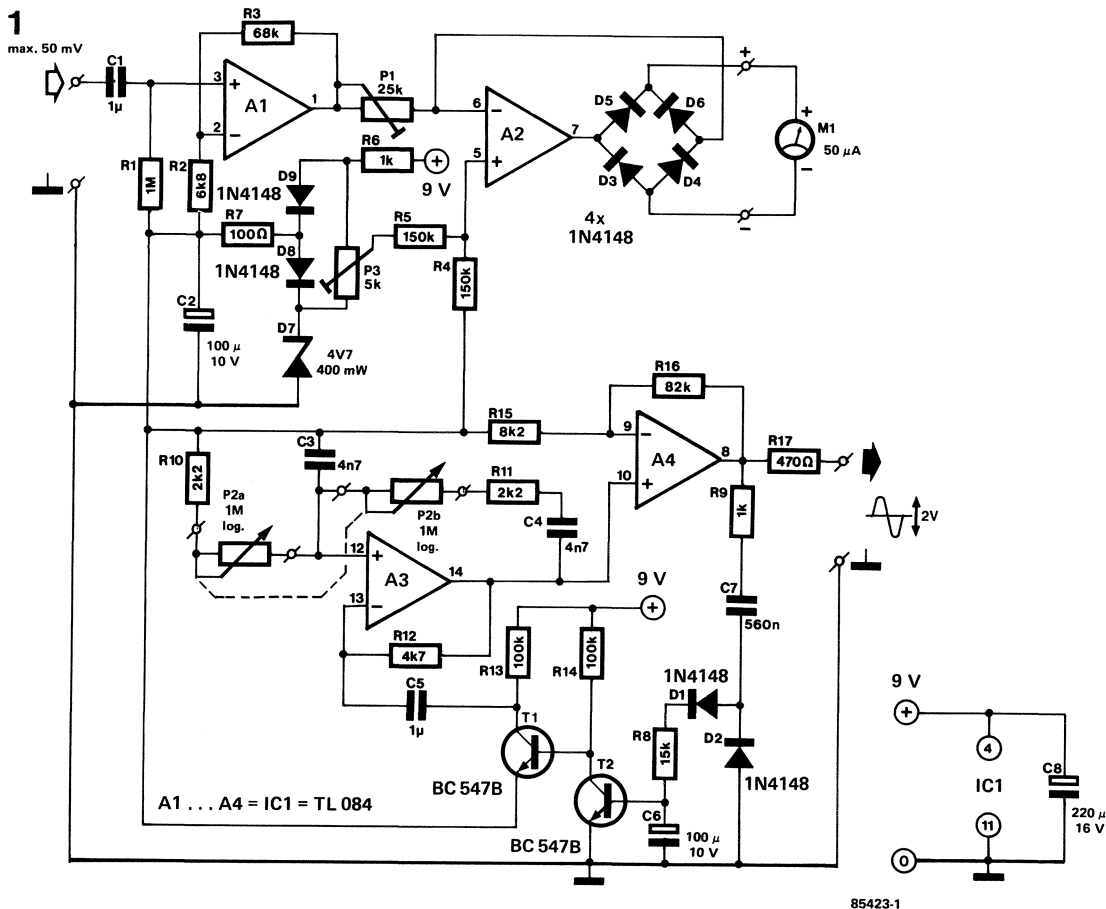 1
max. 50 mV
C1
1µ
R3
68k
3
+
A1
1
2
−
P1
25k
R1
1M
R2
6k8
R6
1k
+
9 V
D9
1N4148
R7
100Ω
D8
1N4148
P3
5k
R5
150k
R4
150k
C2
100 µ
10 V
D7
4V7
400 mW
6
−
A2
7
5
+
D5
D6
D3
D4
4x
1N4148
+
+
M1
50 µA
−
−
R10
2k2
P2a
1M
log.
C3
4n7
P2b
1M
log.
R11
2k2
C4
4n7
12
+
A3
14
13
−
R12
4k7
C5
1µ
R15
8k2
R16
82k
9
−
A4
8
10
+
R17
470Ω
R9
1k
2V
C7
560n
9 V
+
R13
100k
R14
100k
T1
BC 547B
T2
BC 547B
1N4148
D1
R8
15k
D2
1N4148
C6
100 µ
10 V
A1 . . . A4 = IC1 = TL 084
9 V
+
4
IC1
11
0
C8
220 µ
16 V
85423-1